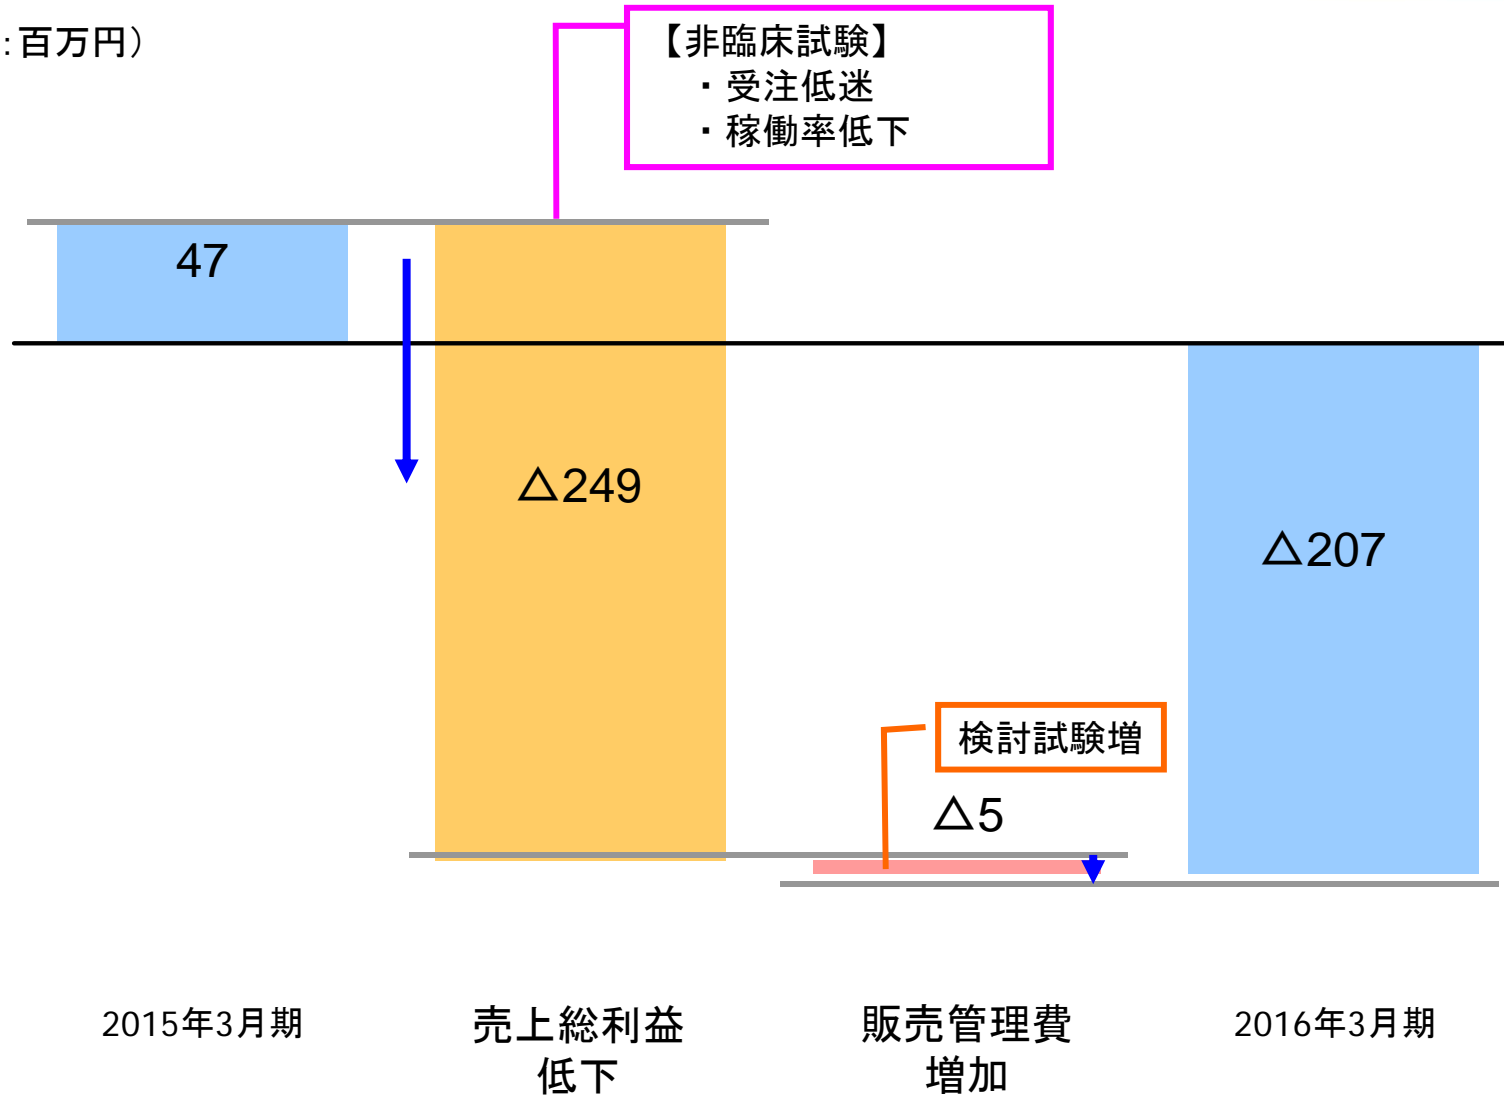 :百万円）
【非臨床試験】
・受注低迷
・稼働率低下
47
△249
△207
検討試験増
△5
2015年3月期
売上総利益
低下
販売管理費
増加
2016年3月期